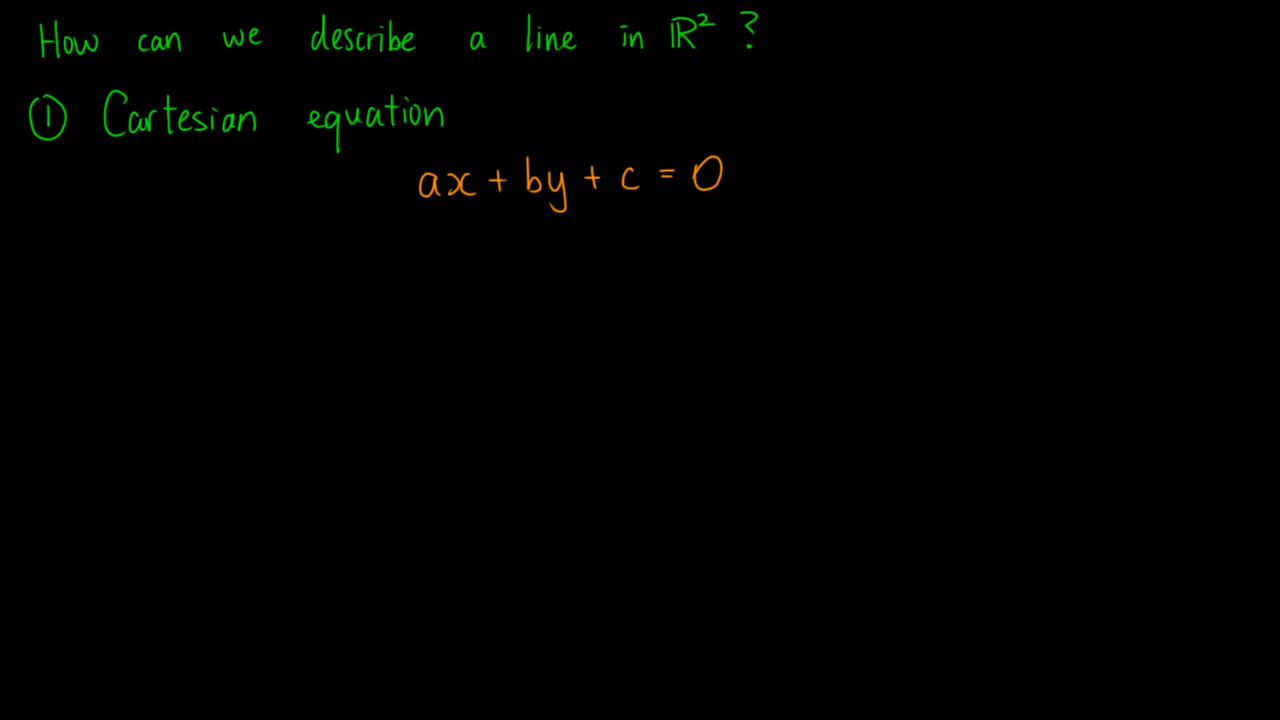 How can we describe a line in ℝ² ?
① Cartesian equation
ax + by + c = 0